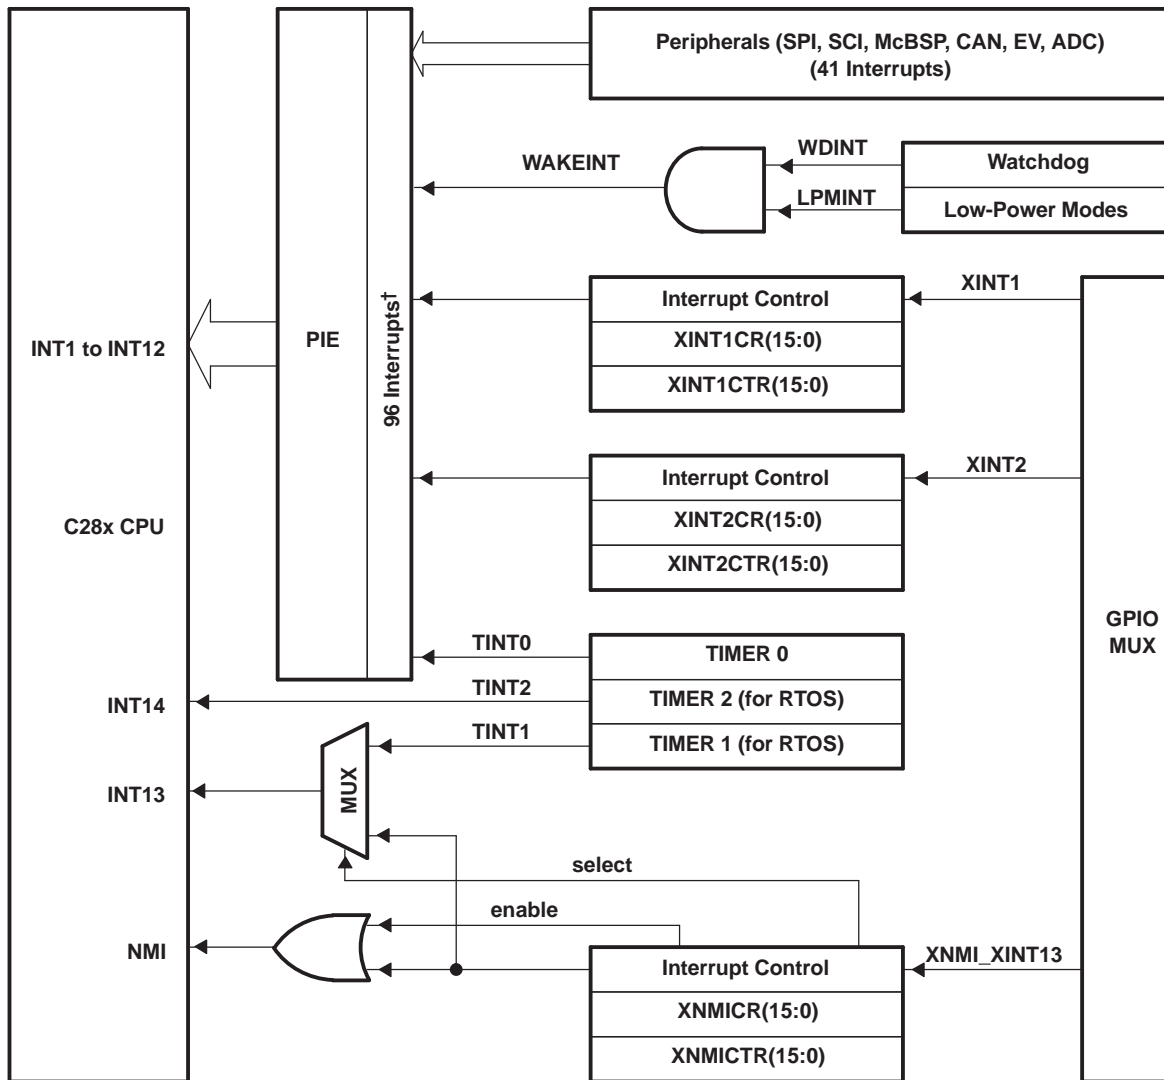 Peripherals (SPI, SCI, McBSP, CAN, EV, ADC)
(41 Interrupts)
WDINT
Watchdog
WAKEINT
LPMINT
Low-Power Modes
XINT1
Interrupt Control
XINT1CR(15:0)
XINT1CTR(15:0)
INT1 to INT12
PIE
96 Interrupts†
XINT2
Interrupt Control
XINT2CR(15:0)
XINT2CTR(15:0)
C28x CPU
GPIO
MUX
TINT0
TIMER 0
TINT2
TIMER 2 (for RTOS)
INT14
TINT1
TIMER 1 (for RTOS)
MUX
INT13
select
enable
NMI
XNMI_XINT13
Interrupt Control
XNMICR(15:0)
XNMICTR(15:0)